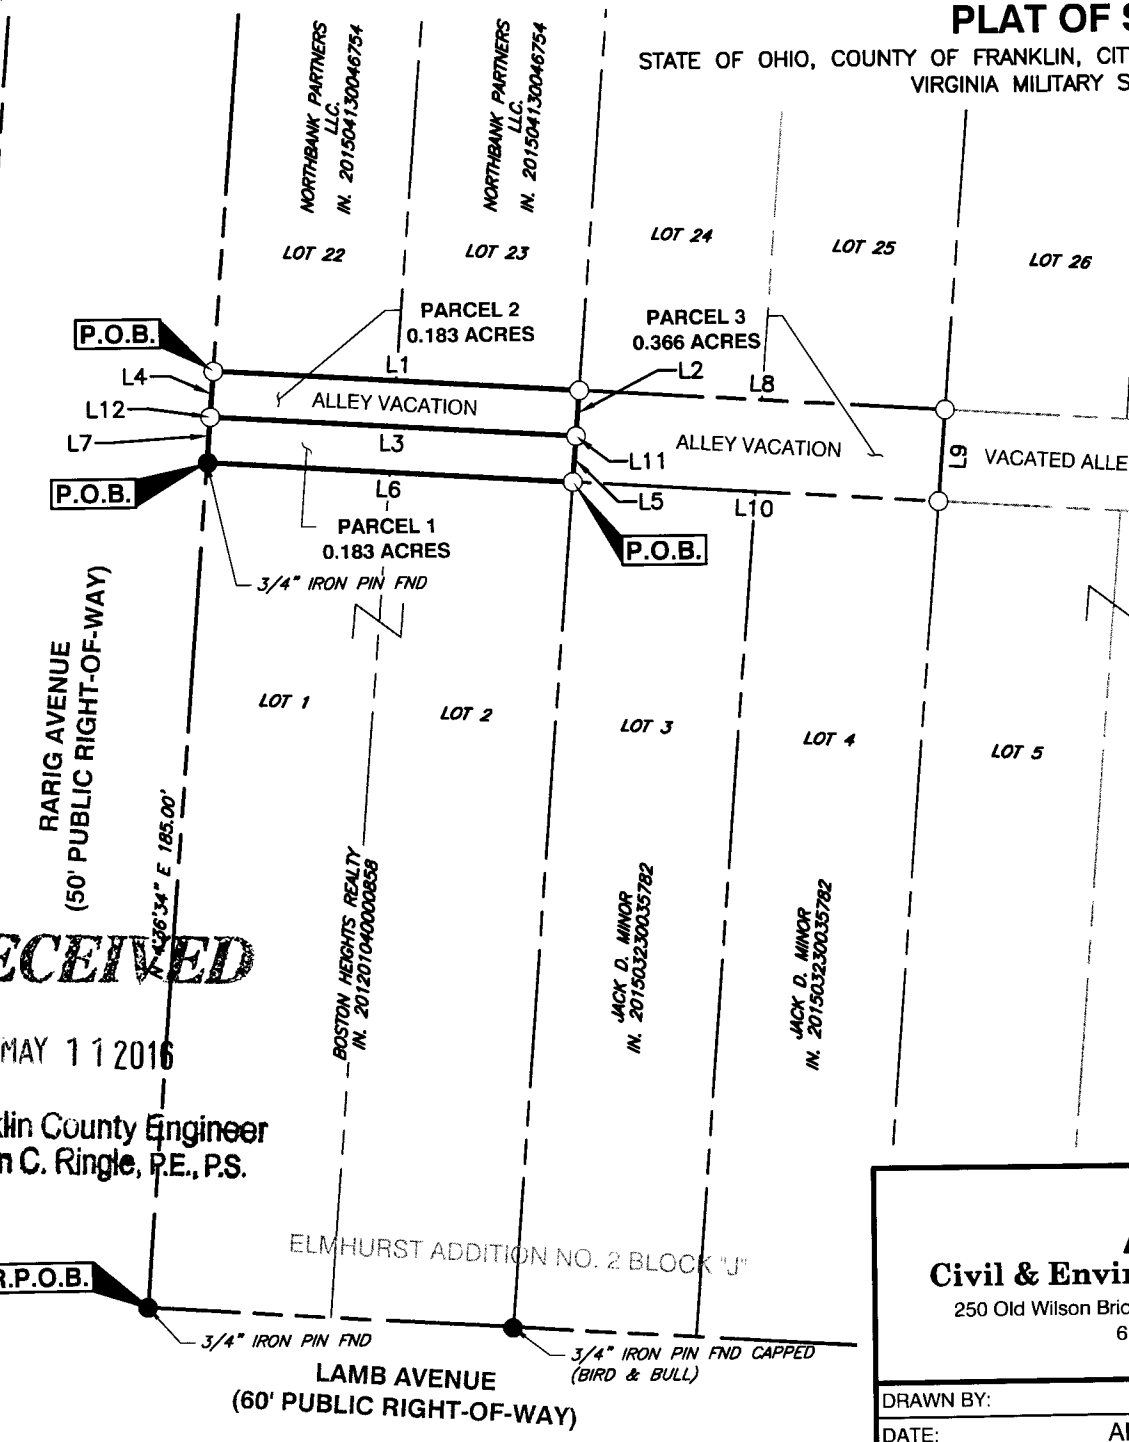 PLAT OF S
STATE OF OHIO, COUNTY OF FRANKLIN, CIT
VIRGINIA MILITARY S
NORTHBANK PARTNERS
LLC.
IN. 201504130046754
NORTHBANK PARTNERS
LLC.
IN. 201504130046754
LOT 22
LOT 23
LOT 24
LOT 25
LOT 26
PARCEL 2
0.183 ACRES
PARCEL 3
0.366 ACRES
P.O.B.
L1
L2
L8
L4
ALLEY VACATION
L12
L7
L3
ALLEY VACATION
L11
L9
VACATED ALLE
P.O.B.
L6
L5
L10
PARCEL 1
0.183 ACRES
P.O.B.
3/4" IRON PIN FND
RARIG AVENUE
(50' PUBLIC RIGHT-OF-WAY)
LOT 1
LOT 2
LOT 3
LOT 4
LOT 5
N 4°36'34" E 185.00'
BOSTON HEIGHTS REALTY
IN. 201201040000858
JACK D. MINOR
IN. 201503230035782
JACK D. MINOR
IN. 201503230035782
ECEIVED
MAY 11 2016
klin County Engineer
n C. Ringle, P.E., P.S.
ELMHURST ADDITION NO. 2 BLOCK "J"
R.P.O.B.
3/4" IRON PIN FND
3/4" IRON PIN FND CAPPED
(BIRD & BULL)
LAMB AVENUE
(60' PUBLIC RIGHT-OF-WAY)
Civil & Envir
250 Old Wilson Brid
6
DRAWN BY:
DATE: